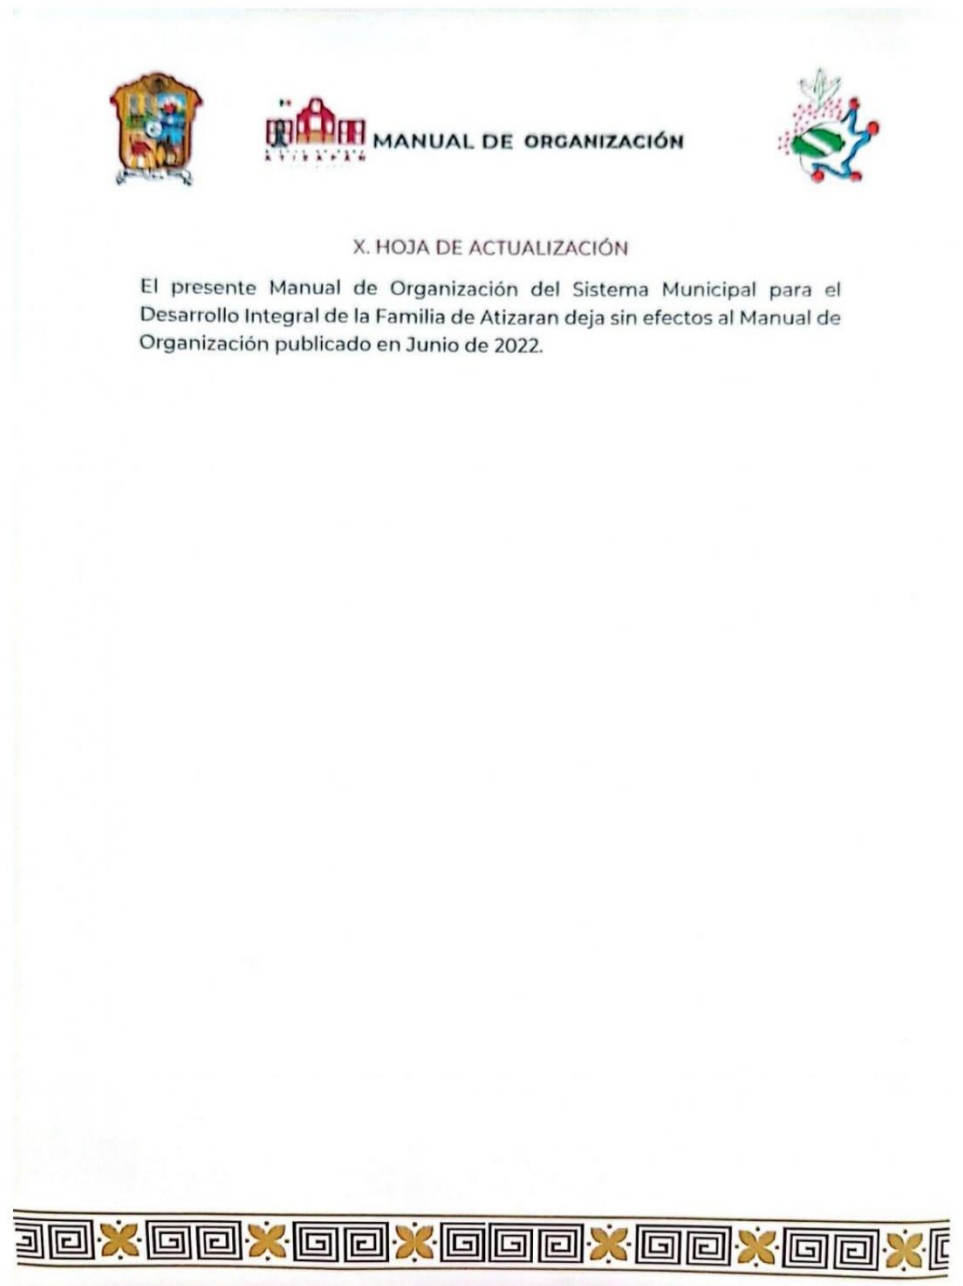 ATIZAPÁN
MANUAL DE ORGANIZACIÓN
X. HOJA DE ACTUALIZACIÓN
El presente Manual de Organización del Sistema Municipal para el
Desarrollo Integral de la Familia de Atizaran deja sin efectos al Manual de
Organización publicado en Junio de 2022.